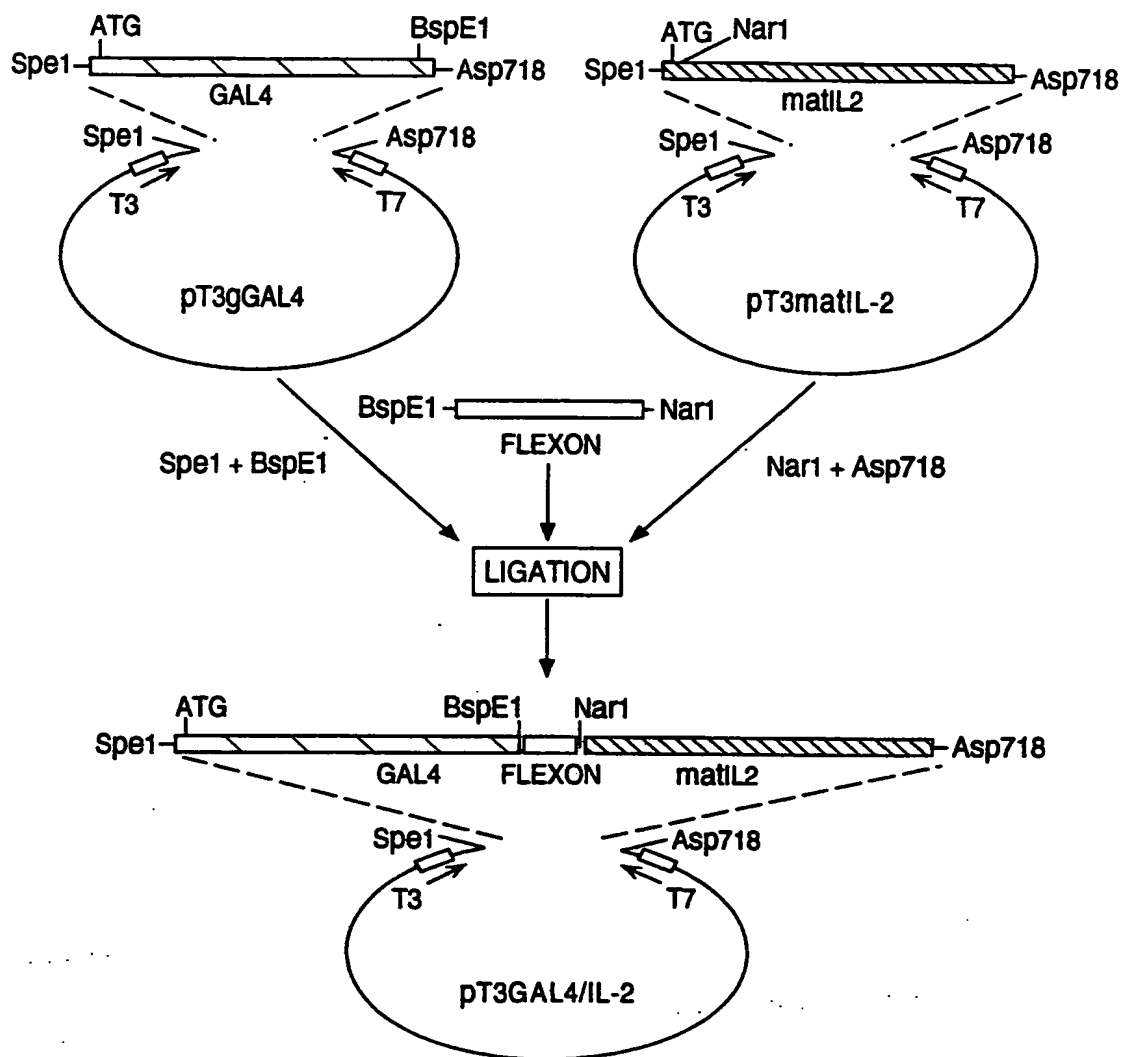 ATG
BspE1
Spe1
Asp718
GAL4
Spe1
Asp718
T3
T7
pT3gGAL4
ATG
Nar1
Spe1
Asp718
matIL2
Spe1
Asp718
T3
T7
pT3matIL-2
BspE1
Nar1
FLEXON
Spe1 + BspE1
Nar1 + Asp718
LIGATION
ATG
BspE1
Nar1
Spe1
Asp718
GAL4
FLEXON
matIL2
Spe1
Asp718
T3
T7
pT3GAL4/IL-2